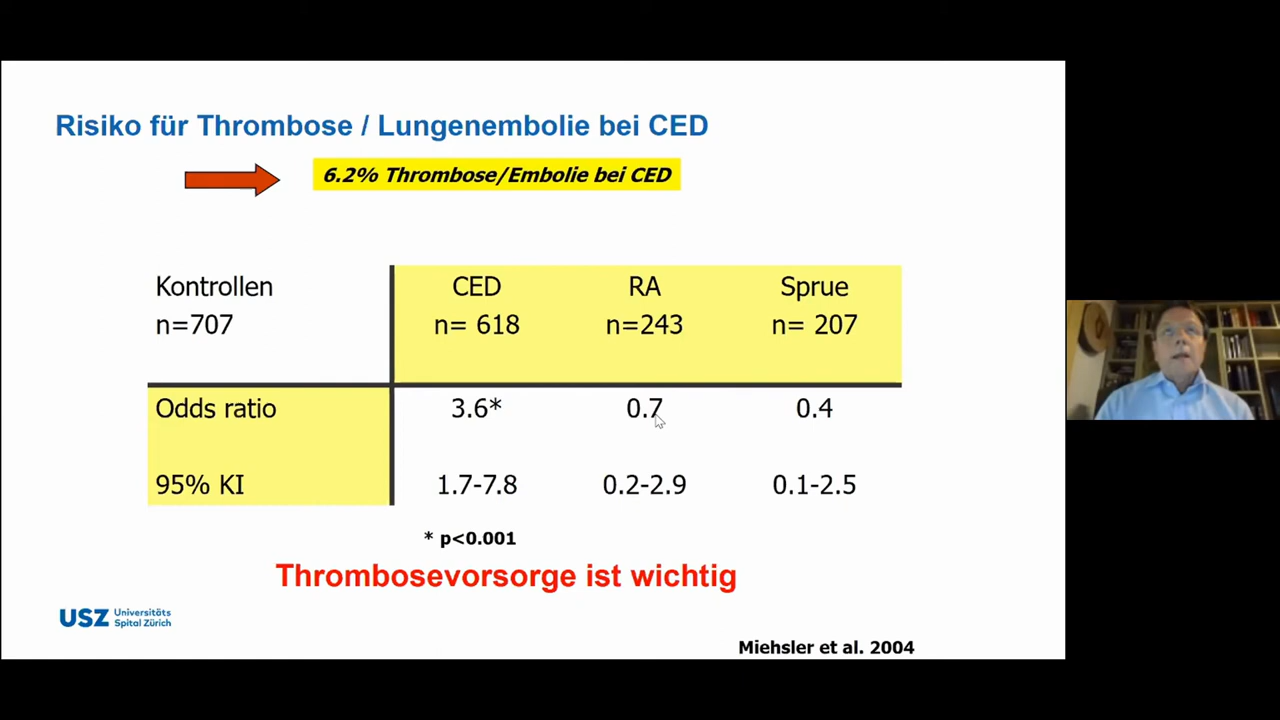 Risiko für Thrombose / Lungenembolie bei CED
6.2% Thrombose/Embolie bei CED
Kontrollen CED RA Sprue
n=707 n= 618 n=243 n= 207
Odds ratio 3.6* 0.7 0.4
95% KI 1.7-7.8 0.2-2.9 0.1-2.5
* p<0.001
Thrombosevorsorge ist wichtig
USZ Universitäts
Spital Zürich
Miehsler et al. 2004